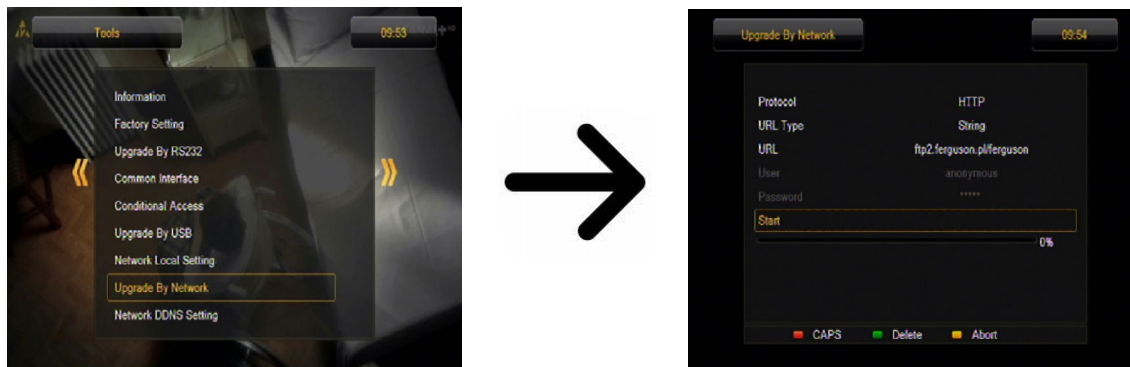 Tools
09:53
Information
Factory Setting
Upgrade By RS232
Common Interface
Conditional Access
Upgrade By USB
Network Local Setting
Upgrade By Network
Network DDNS Setting
Upgrade By Network
09:54
Protocol HTTP
URL Type String
URL ftp2.ferguson.pl/ferguson
User anonymous
Password *****
Start
0%
CAPS Delete Abort